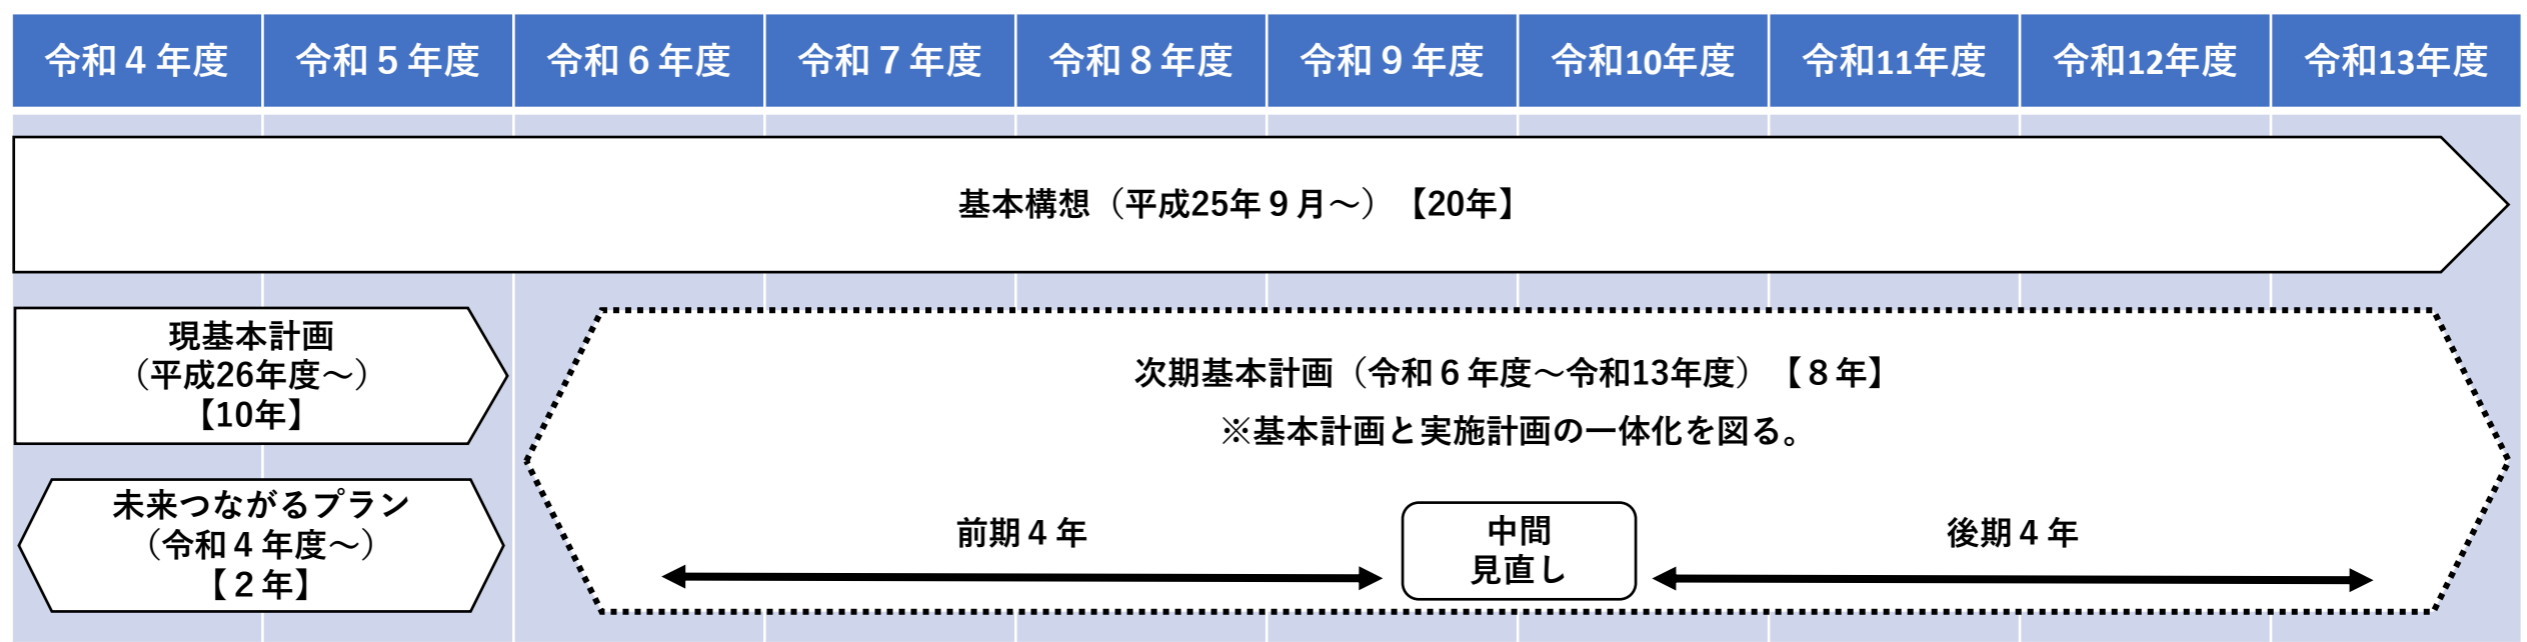 令和４年度
令和５年度
令和６年度
令和７年度
令和８年度
令和９年度
令和10年度
令和11年度
令和12年度
令和13年度
基本構想（平成25年９月～）【20年】
現基本計画
（平成26年度～）
【10年】
次期基本計画（令和６年度～令和13年度）【８年】
※基本計画と実施計画の一体化を図る。
未来つながるプラン
（令和４年度～）
【２年】
前期４年
中間
見直し
後期４年